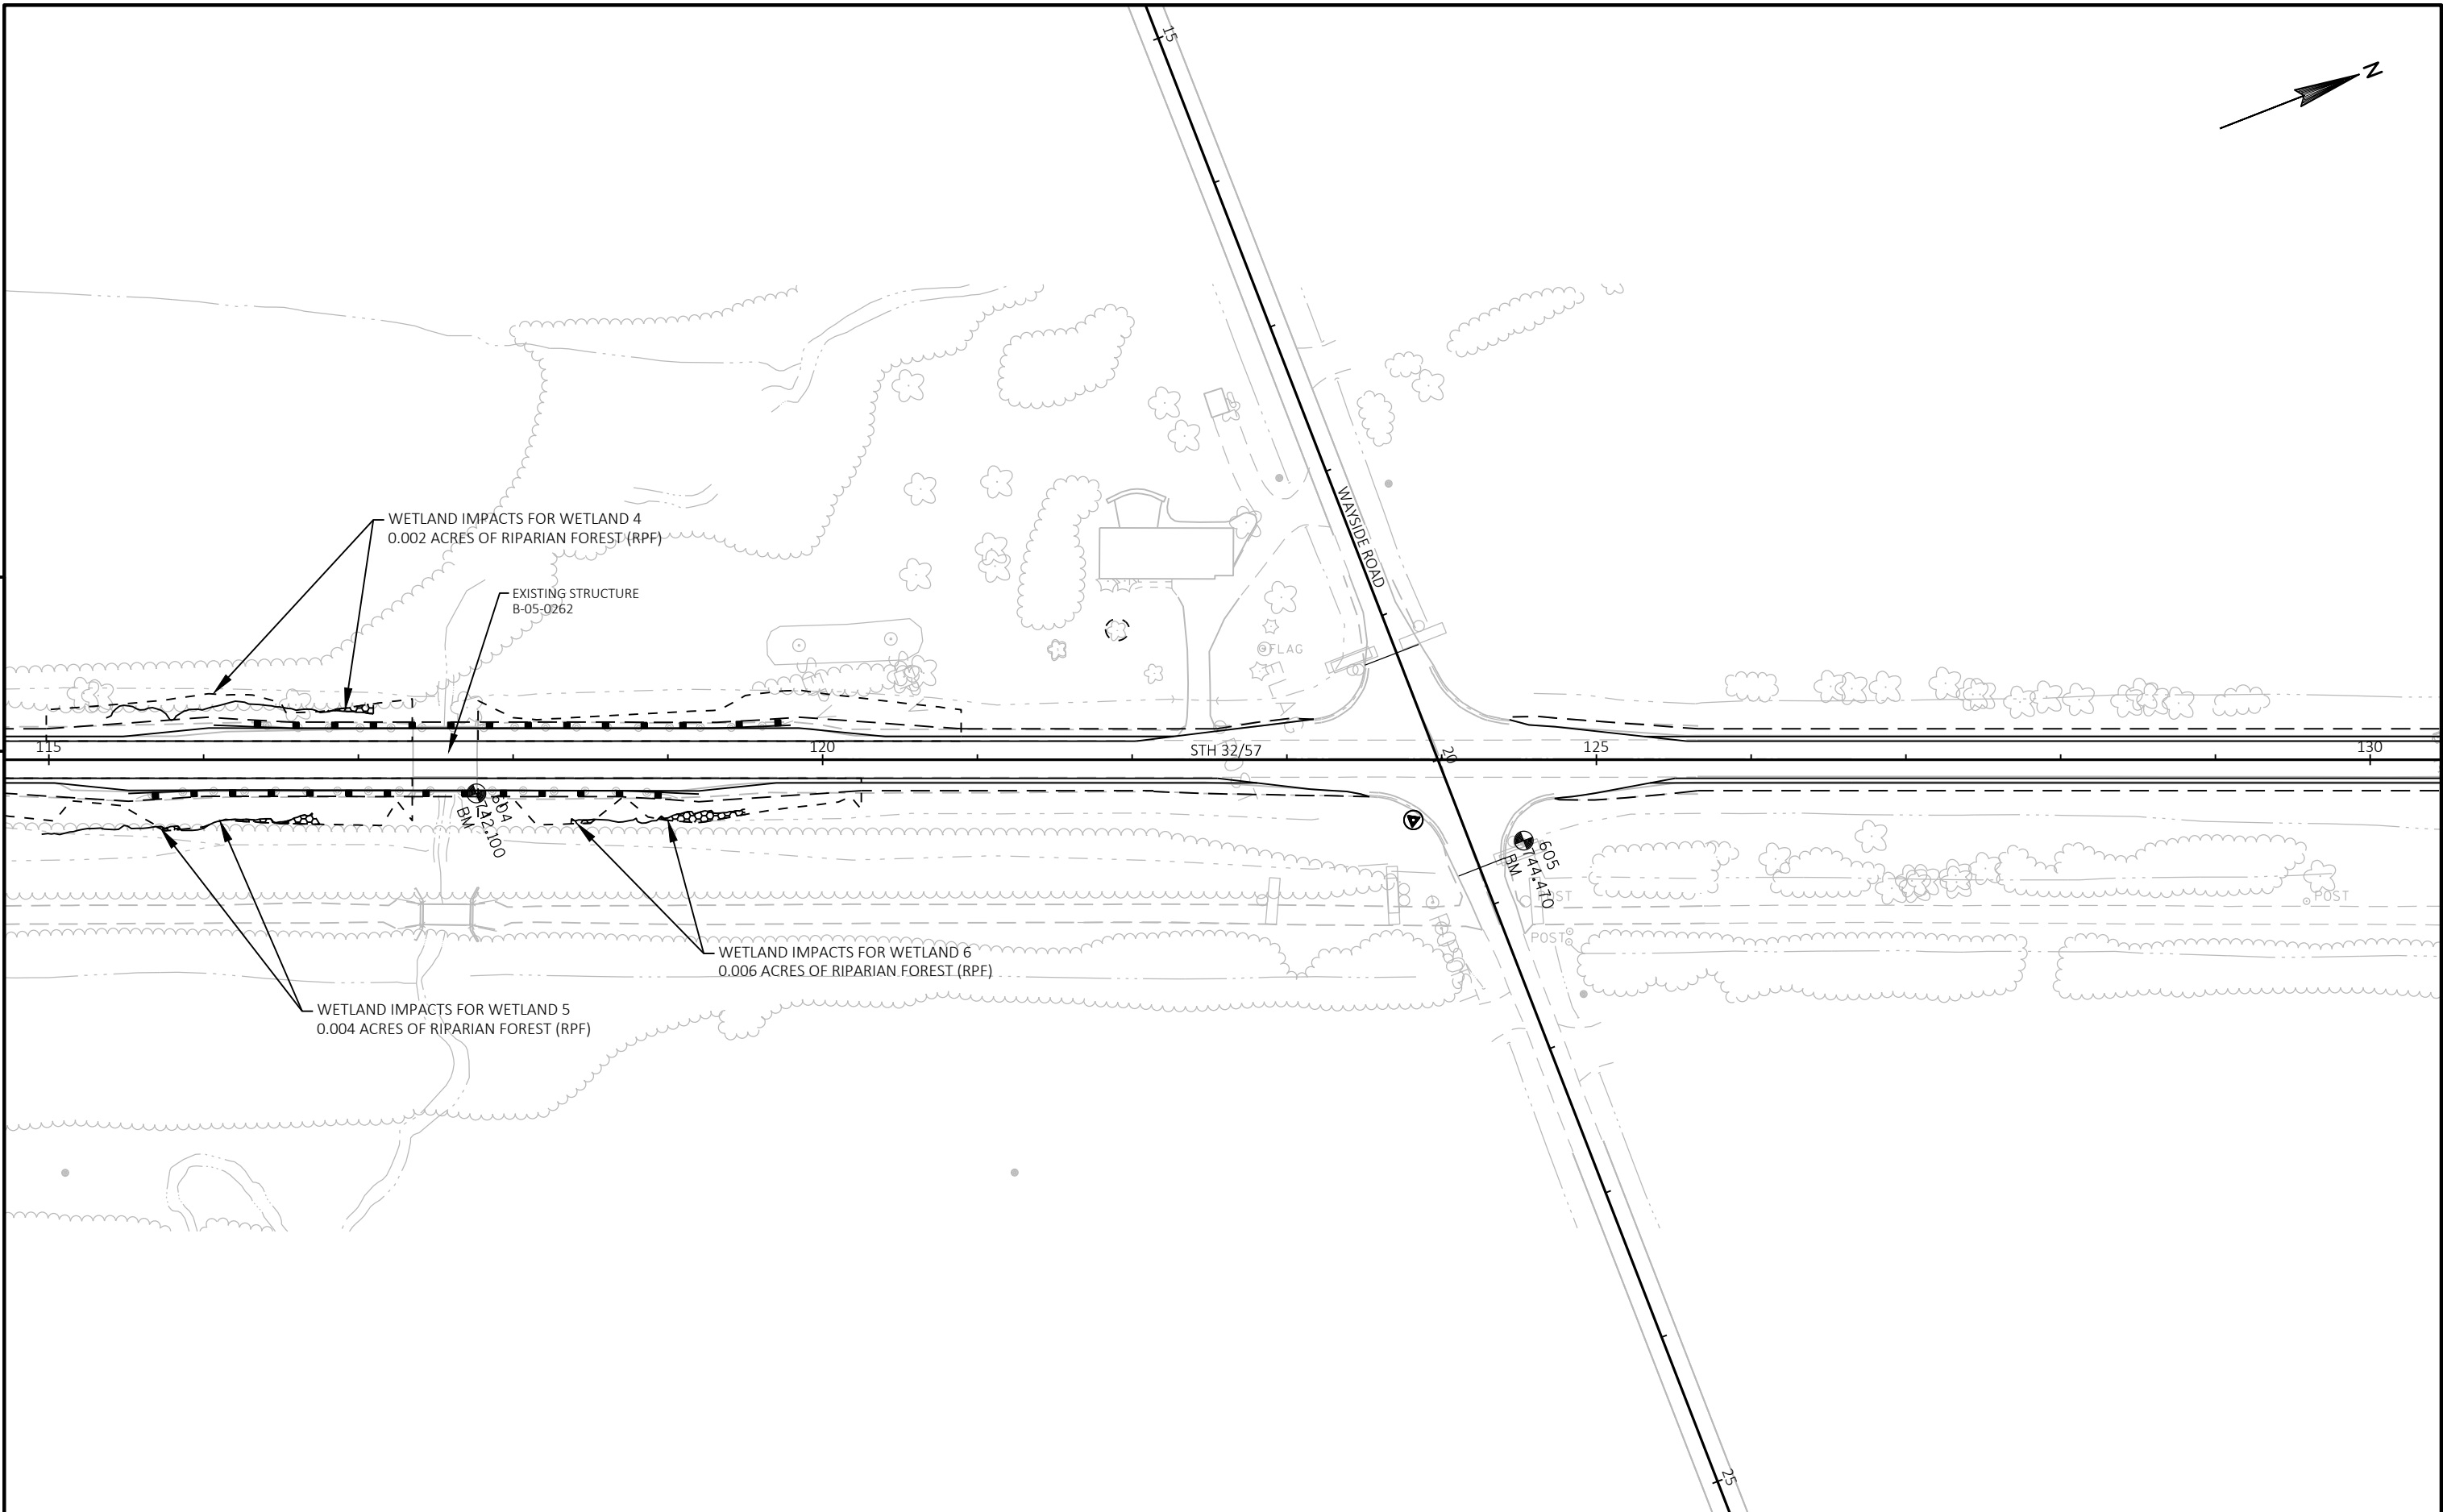 15
N
WAYSIDE ROAD
WETLAND IMPACTS FOR WETLAND 4
0.002 ACRES OF RIPARIAN FOREST (RPF)
EXISTING STRUCTURE
B-05-0262
FLAG
115
120
STH 32/57
20
125
130
604
742.100
BM
605
744.470
BM
POST
POST
POST
WETLAND IMPACTS FOR WETLAND 6
0.006 ACRES OF RIPARIAN FOREST (RPF)
WETLAND IMPACTS FOR WETLAND 5
0.004 ACRES OF RIPARIAN FOREST (RPF)
25